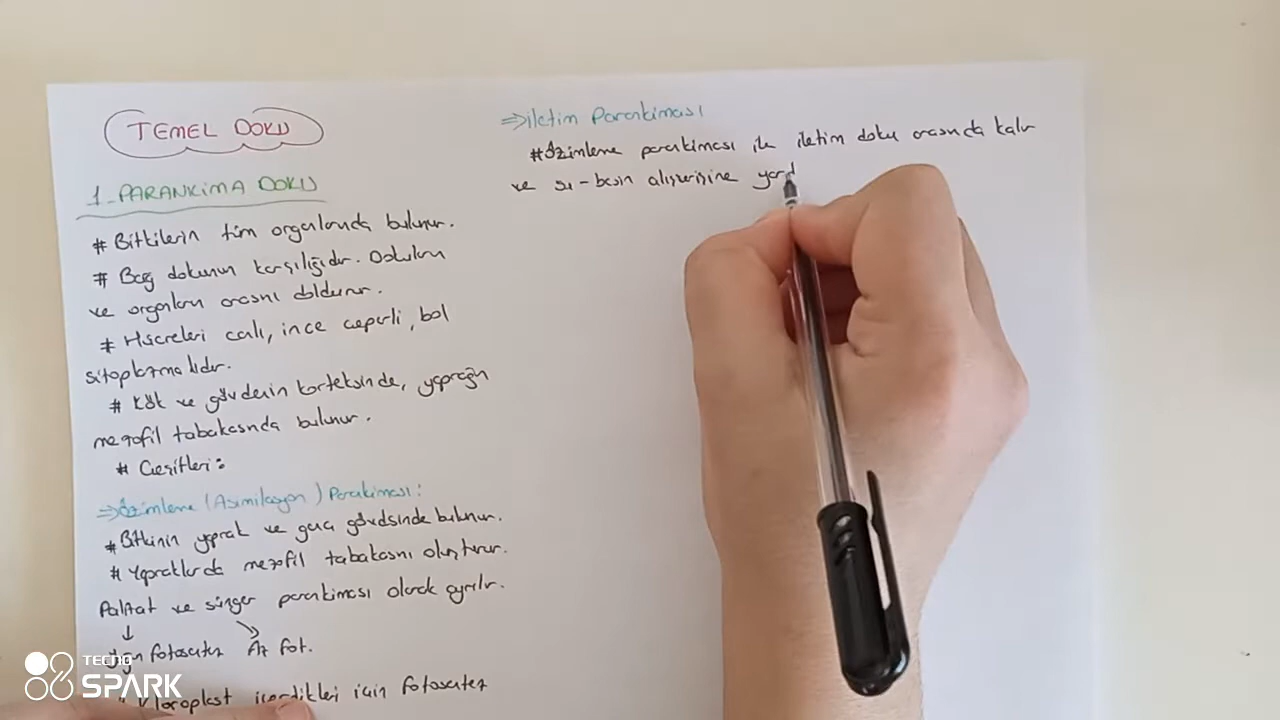 TEMEL DOKU
1_PARANKİMA DOKU
# Bitkilerin tüm organlarında bulunur.
# Bağ dokunun karşılığıdır. Dokuların
ve organların arasını doldurur.
# Hücreleri canlı, ince çeperli, bol
sitoplazmalıdır.
# Kök ve gövdenin korteksinde, yaprağın
mezofil tabakasında bulunur.
# Çeşitleri:
⇒Özümleme (Asimilasyon) Parankiması:
# Bitkinin yaprak ve genç gövdesinde bulunur.
# Yapraklarda mezofil tabakasını oluşturur.
Palizat ve sünger parankiması olarak ayrılır.
↓ ↘
Yoğun fotosentez Az fot.
Kloroplast içerdikleri için fotosentez
⇒İletim Parankiması
#Özümleme parankiması ile iletim doku arasında kalır
ve su-besin alışverişine yard
TECNO
SPARK